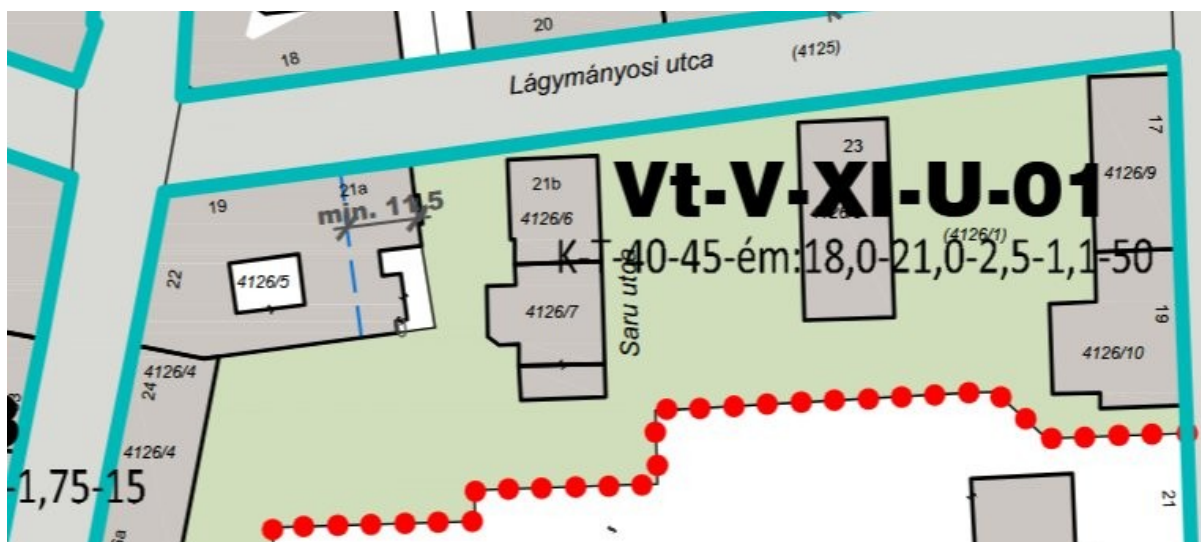 20
18
Lágymányosi utca
(4125)
17
23
21a
21b
Vt-V-XI-U-01
4126/9
19
min. 11,5
4126/6
(4126/1)
K-T-40-45-ém:18,0-21,0-2,5-1,1-50
22
4126/5
4126/7
Saru utca
19
4126/10
4126/4
24
4126/4
-1,75-15
21